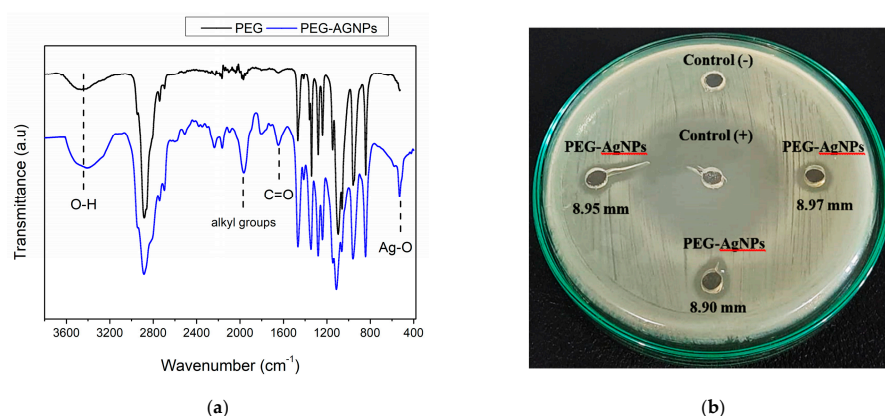 PEG PEG-AGNPs
Transmittance (a.u)
O-H
alkyl groups
C=O
Ag-O
3600 3200 2800 2400 2000 1600 1200 800 400
Wavenumber (cm-1)
(a)
Control (-)
Control (+)
PEG-AgNPs
8.95 mm
PEG-AgNPs
8.97 mm
PEG-AgNPs
8.90 mm
(b)